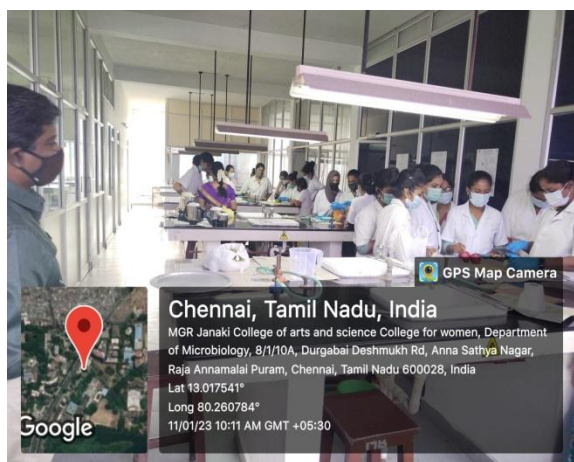 GPS Map Camera
Chennai, Tamil Nadu, India
MGR Janaki College of arts and science College for women, Department
of Microbiology, 8/1/10A, Durgabai Deshmukh Rd, Anna Sathya Nagar,
Raja Annamalai Puram, Chennai, Tamil Nadu 600028, India
Lat 13.017541°
Long 80.260784°
11/01/23 10:11 AM GMT +05:30
Google